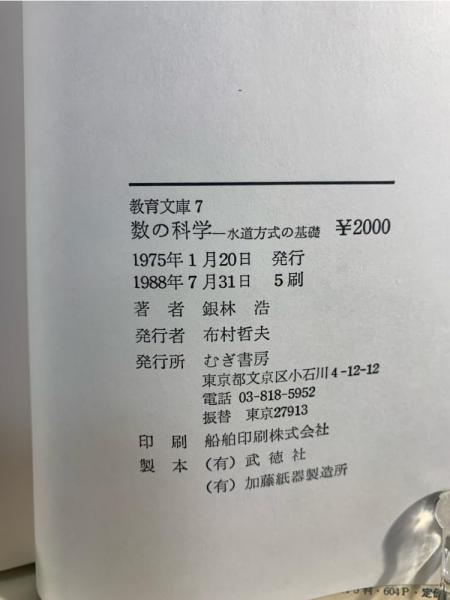 教育文庫7
数の科学―水道方式の基礎 ¥2000
1975年1月20日 発行
1988年7月31日 5刷
著者 銀林 浩
発行者 布村哲夫
発行所 むぎ書房
東京都文京区小石川4-12-12
電話 03-818-5952
振替 東京27913
印刷 船舶印刷株式会社
製本 (有)武徳社
(有)加藤紙器製造所
判・604P・定価